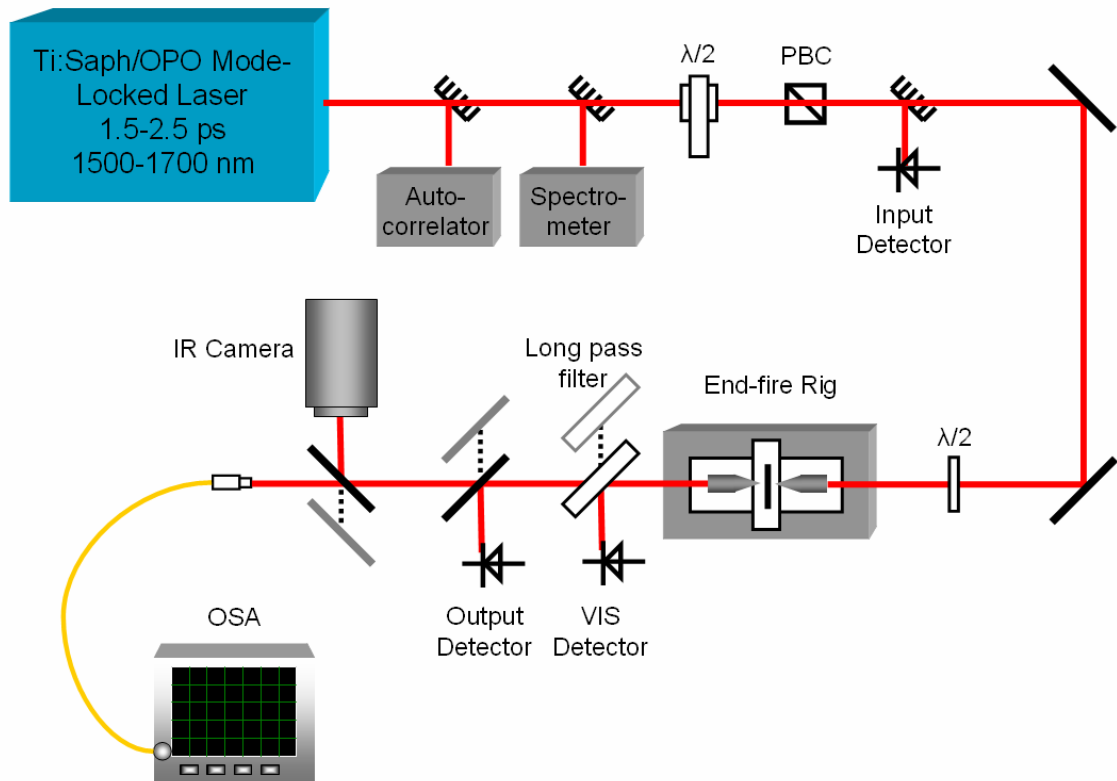 Ti:Saph/OPO Mode-
Locked Laser
1.5-2.5 ps
1500-1700 nm
λ/2
PBC
Auto-
correlator
Spectro-
meter
Input
Detector
IR Camera
Long pass
filter
End-fire Rig
λ/2
OSA
Output
Detector
VIS
Detector